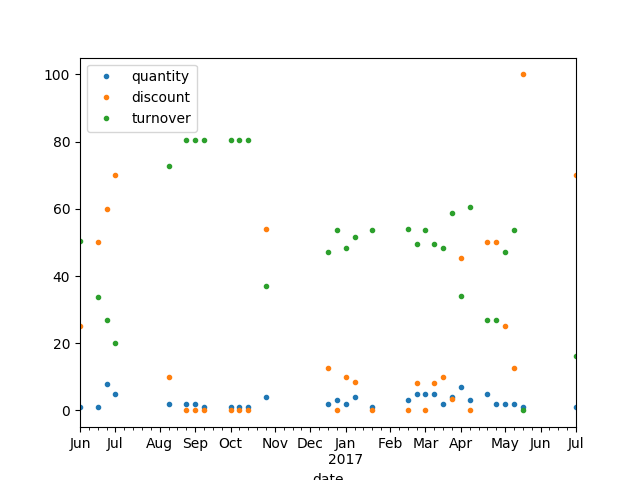 100
80
60
40
20
0
quantity
discount
turnover
Jun Jul Aug Sep Oct Nov Dec Jan Feb Mar Apr May Jun Jul
2017
date